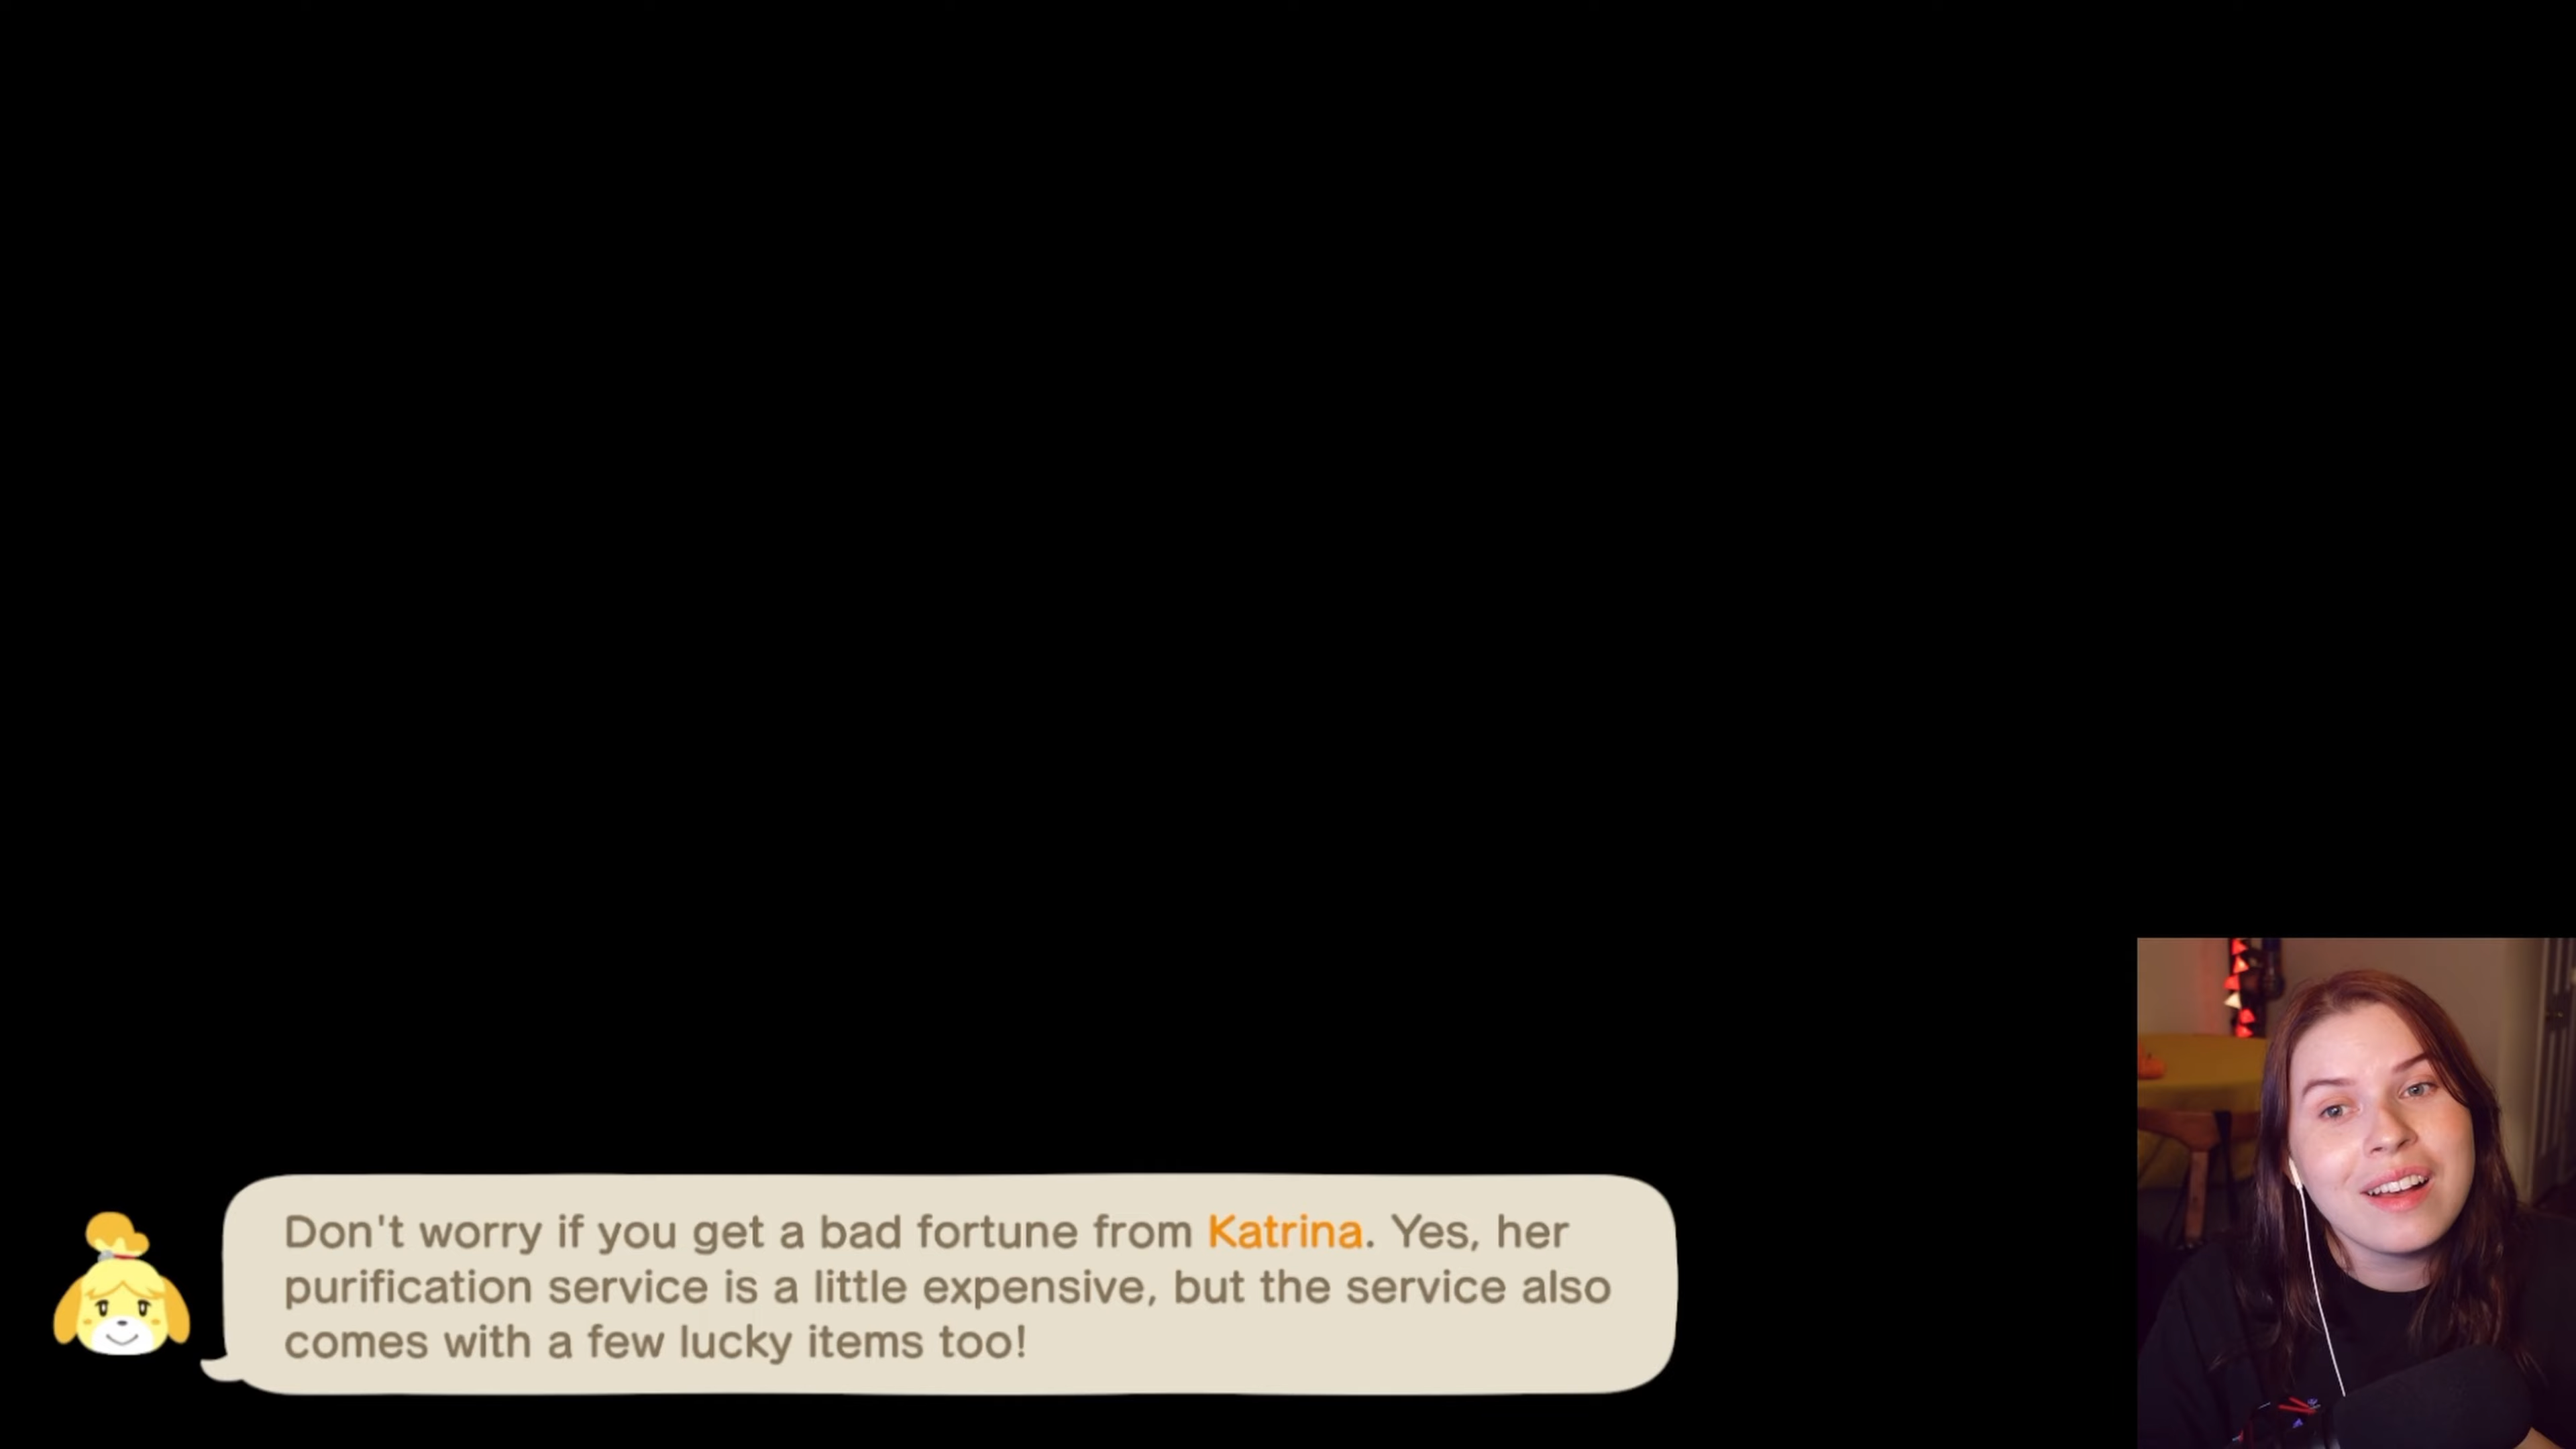 Don't worry if you get a bad fortune from Katrina. Yes, her
purification service is a little expensive, but the service also
comes with a few lucky items too!